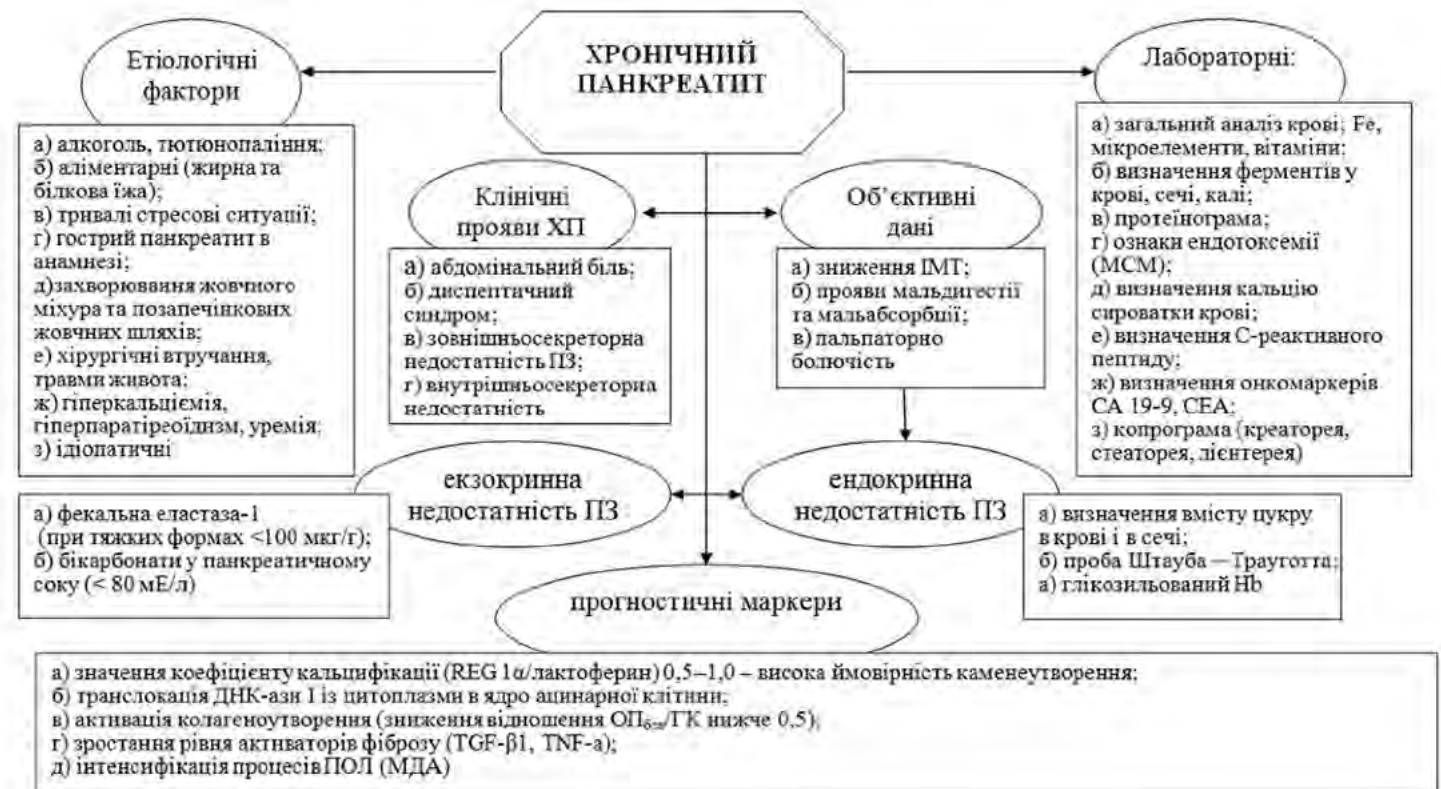 ХРОНІЧНИЙ
ПАНКРЕАТИТ
Етіологічні
фактори
а) алкоголь, тютюнопаління;
б) аліментарні (жирна та
білкова їжа);
в) тривалі стресові ситуації;
г) гострий панкреатит в
анамнезі;
д)захворювання жовчного
міхура та позапечінкових
жовчних шляхів;
е) хірургічні втручання,
травми живота;
ж) гіперкальціємія,
гіперпаратіреоїдизм, уремія;
з) ідіопатичні
Клінічні
прояви ХП
а) абдомінальний біль;
б) диспептичний
синдром;
в) зовнішньосекреторна
недостатність ПЗ;
г) внутрішньосекреторна
недостатність
Об’єктивні
дані
а) зниження ІМТ;
б) прояви мальдигестії
та мальабсорбції;
в) пальпаторно
болючість
Лабораторні:
а) загальний аналіз крові, Fe,
мікроелементи, вітаміни;
б) визначення ферментів у
крові, сечі, калі;
в) протеїнограма;
г) ознаки ендотоксемії
(МСМ);
д) визначення кальцію
сироватки крові;
е) визначення С-реактивного
пептиду;
ж) визначення онкомаркерів
СА 19-9, СЕА;
з) копрограма (креаторея,
стеаторея, лієнтерея)
екзокринна
недостатність ПЗ
а) фекальна еластаза-1
(при тяжких формах <100 мкг/г);
б) бікарбонати у панкреатичному
соку (< 80 мЕ/л)
ендокринна
недостатність ПЗ
а) визначення вмісту цукру
в крові і в сечі;
б) проба Штауба — Трауготта;
а) глікозильований Hb
прогностичні маркери
а) значення коефіцієнту кальцифікації (REG 1α/лактоферин) 0,5–1,0 – висока ймовірність каменеутворення;
б) транслокація ДНК-ази I із цитоплазми в ядро ацинарної клітини;
в) активація колагеноутворення (зниження відношення /ГК нижче 0,5);
г) зростання рівня активаторів фіброзу (TGF-β1, TNF-а);
д) інтенсифікація процесів ПОЛ (МДА)